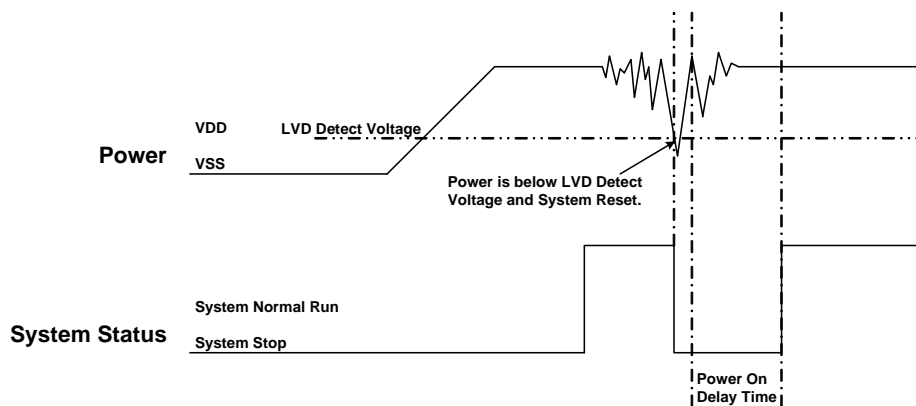 VDD
LVD Detect Voltage
Power
VSS
Power is below LVD Detect
Voltage and System Reset.
System Normal Run
System Status
System Stop
Power On
Delay Time